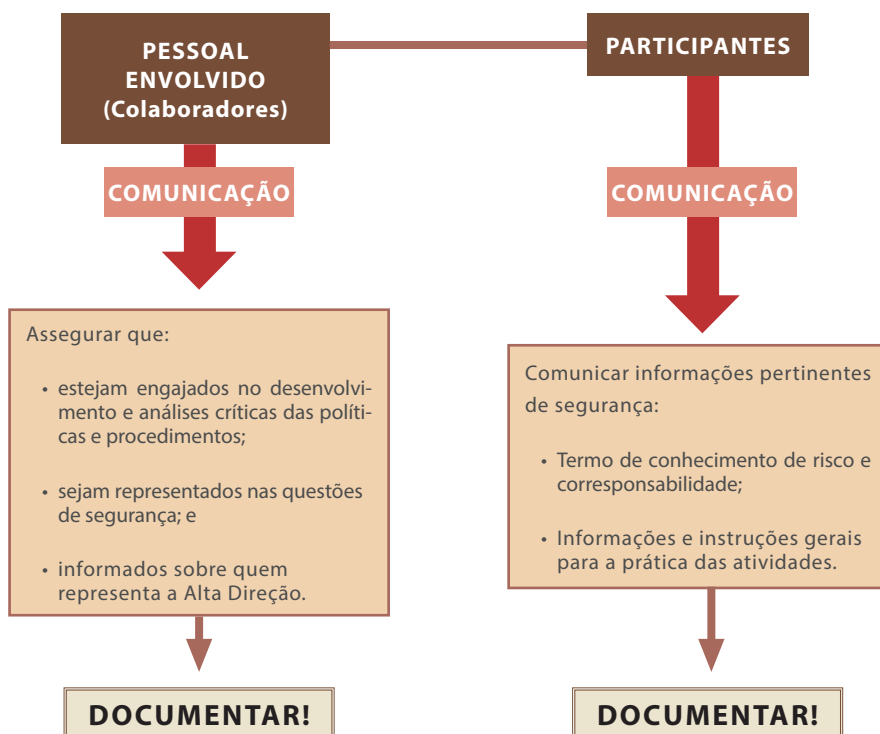 PESSOAL
ENVOLVIDO
(Colaboradores)
COMUNICAÇÃO
Assegurar que:
• estejam engajados no desenvolvi-
mento e análises críticas das políti-
cas e procedimentos;
• sejam representados nas questões
de segurança; e
• informados sobre quem
representa a Alta Direção.
DOCUMENTAR!
PARTICIPANTES
COMUNICAÇÃO
Comunicar informações pertinentes
de segurança:
• Termo de conhecimento de risco e
corresponsabilidade;
• Informações e instruções gerais
para a prática das atividades.
DOCUMENTAR!